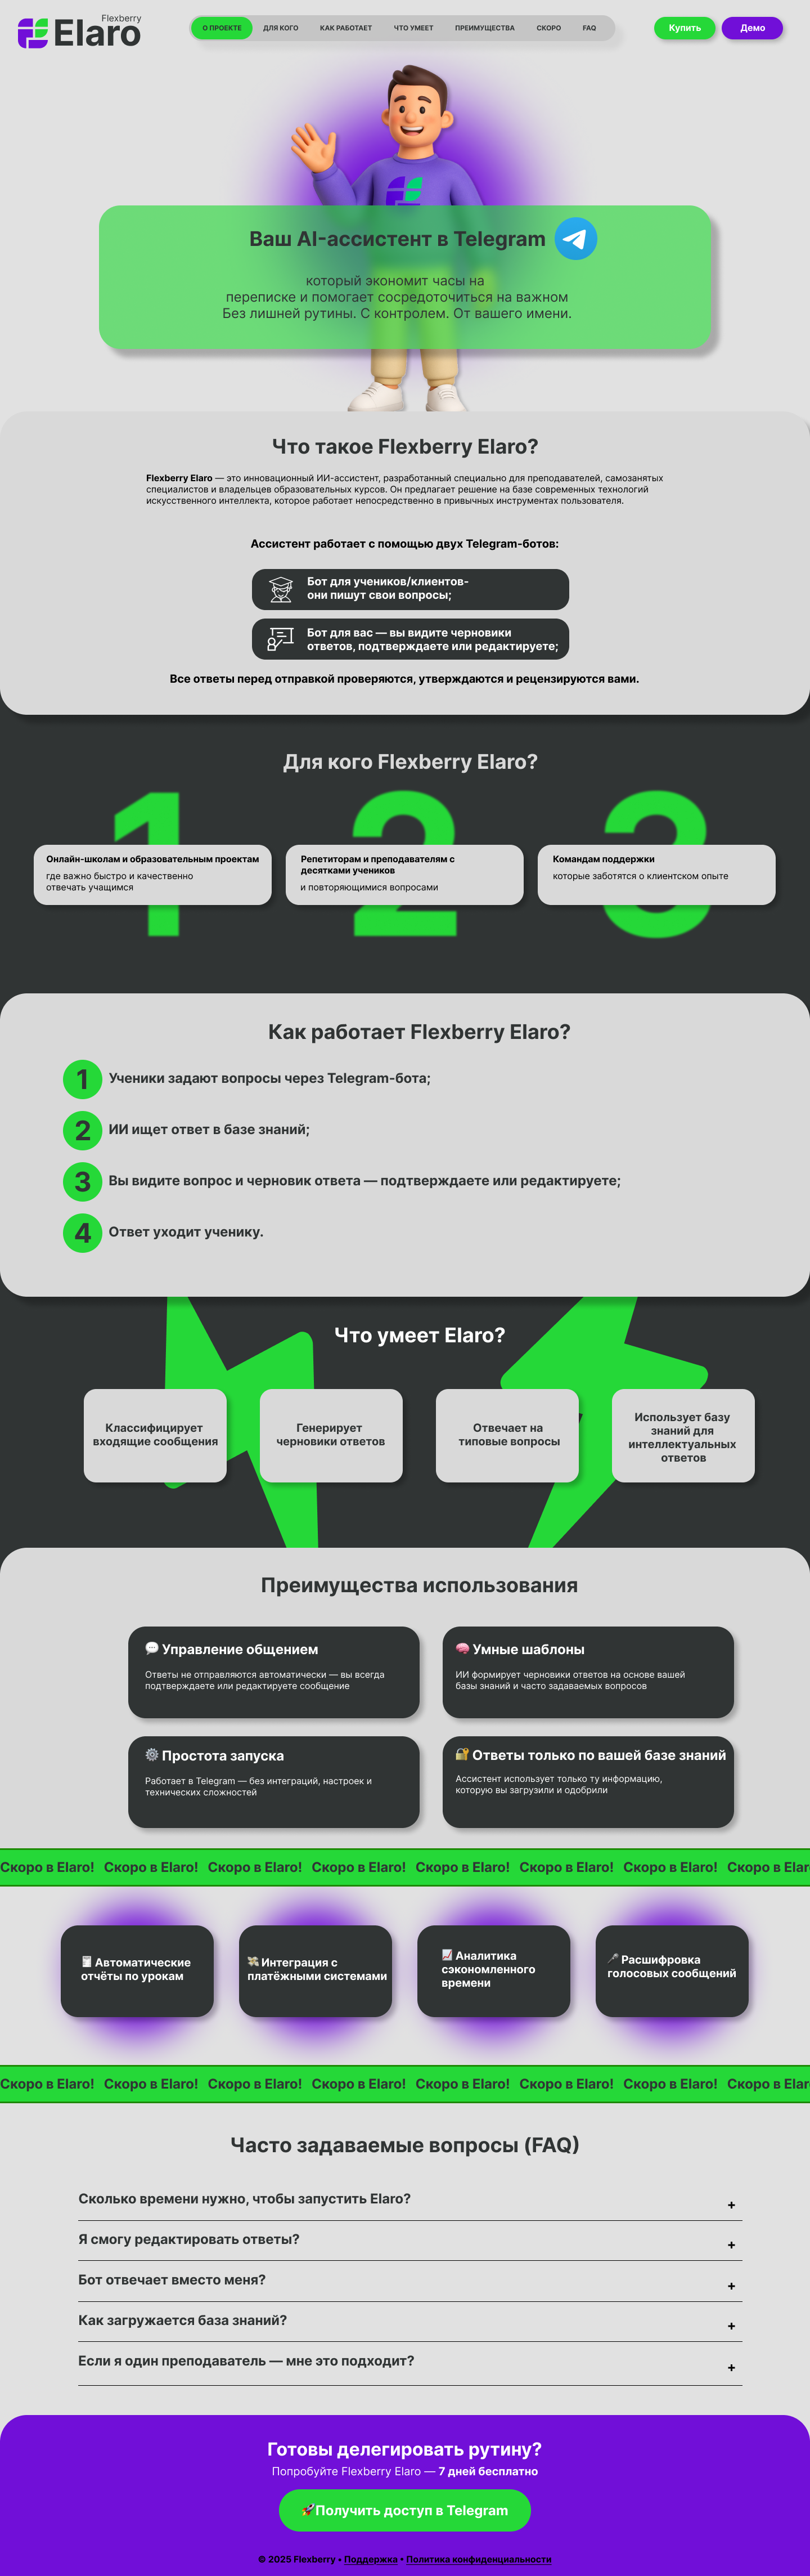 Flexberry
Elaro
О ПРОЕКТЕ
ДЛЯ КОГО
КАК РАБОТАЕТ
ЧТО УМЕЕТ
ПРЕИМУЩЕСТВА
СКОРО
FAQ
Купить
Демо
Ваш AI-ассистент в Telegram
который экономит часы на
переписке и помогает сосредоточиться на важном
Без лишней рутины. С контролем. От вашего имени.
Что такое Flexberry Elaro?
Flexberry Elaro — это инновационный ИИ-ассистент, разработанный специально для преподавателей, самозанятых
специалистов и владельцев образовательных курсов. Он предлагает решение на базе современных технологий
искусственного интеллекта, которое работает непосредственно в привычных инструментах пользователя.
Ассистент работает с помощью двух Telegram-ботов:
Бот для учеников/клиентов-
они пишут свои вопросы;
Бот для вас — вы видите черновики
ответов, подтверждаете или редактируете;
Все ответы перед отправкой проверяются, утверждаются и рецензируются вами.
Для кого Flexberry Elaro?
1
Онлайн-школам и образовательным проектам
где важно быстро и качественно
отвечать учащимся
2
Репетиторам и преподавателям с
десятками учеников
и повторяющимися вопросами
3
Командам поддержки
которые заботятся о клиентском опыте
Как работает Flexberry Elaro?
1 Ученики задают вопросы через Telegram-бота;
2 ИИ ищет ответ в базе знаний;
3 Вы видите вопрос и черновик ответа — подтверждаете или редактируете;
4 Ответ уходит ученику.
Что умеет Elaro?
Классифицирует
входящие сообщения
Генерирует
черновики ответов
Отвечает на
типовые вопросы
Использует базу
знаний для
интеллектуальных
ответов
Преимущества использования
💬 Управление общением
Ответы не отправляются автоматически — вы всегда
подтверждаете или редактируете сообщение
🧠 Умные шаблоны
ИИ формирует черновики ответов на основе вашей
базы знаний и часто задаваемых вопросов
⚙️ Простота запуска
Работает в Telegram — без интеграций, настроек и
технических сложностей
🔐 Ответы только по вашей базе знаний
Ассистент использует только ту информацию,
которую вы загрузили и одобрили
Скоро в Elaro! Скоро в Elaro! Скоро в Elaro! Скоро в Elaro! Скоро в Elaro! Скоро в Elaro! Скоро в Elaro! Скоро в Elar
Автоматические
отчёты по урокам
💸 Интеграция с
платёжными системами
📈 Аналитика
сэкономленного
времени
🎤 Расшифровка
голосовых сообщений
Скоро в Elaro! Скоро в Elaro! Скоро в Elaro! Скоро в Elaro! Скоро в Elaro! Скоро в Elaro! Скоро в Elaro! Скоро в Elar
Часто задаваемые вопросы (FAQ)
Сколько времени нужно, чтобы запустить Elaro? +
Я смогу редактировать ответы? +
Бот отвечает вместо меня? +
Как загружается база знаний? +
Если я один преподаватель — мне это подходит? +
Готовы делегировать рутину?
Попробуйте Flexberry Elaro — 7 дней бесплатно
🚀Получить доступ в Telegram
© 2025 Flexberry • Поддержка • Политика конфиденциальности